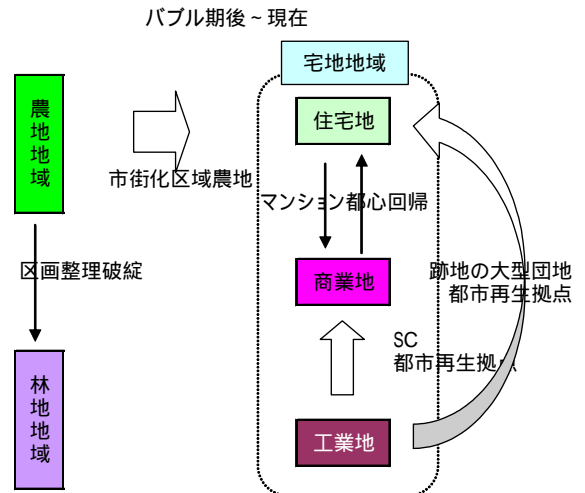 バブル期後～現在
宅地地域
農地地域
住宅地
市街化区域農地
マンション都心回帰
区画整理破綻
商業地
跡地の大型団地
都市再生拠点
SC
都市再生拠点
林地地域
工業地